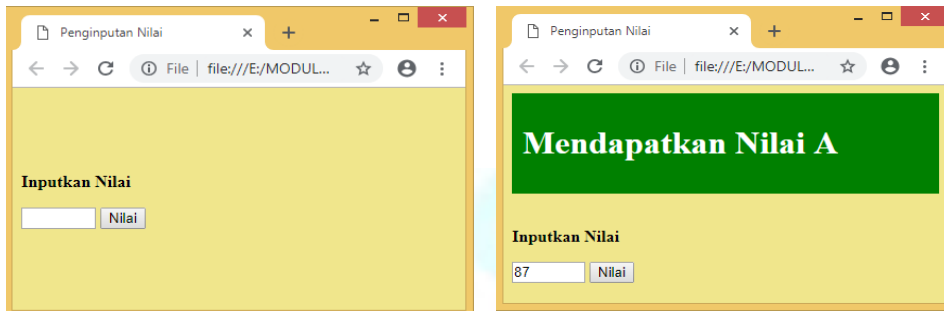 Penginputan Nilai
File | file:///E:/MODUL...
Inputkan Nilai
Nilai
Penginputan Nilai
File | file:///E:/MODUL...
Mendapatkan Nilai A
Inputkan Nilai
87 Nilai